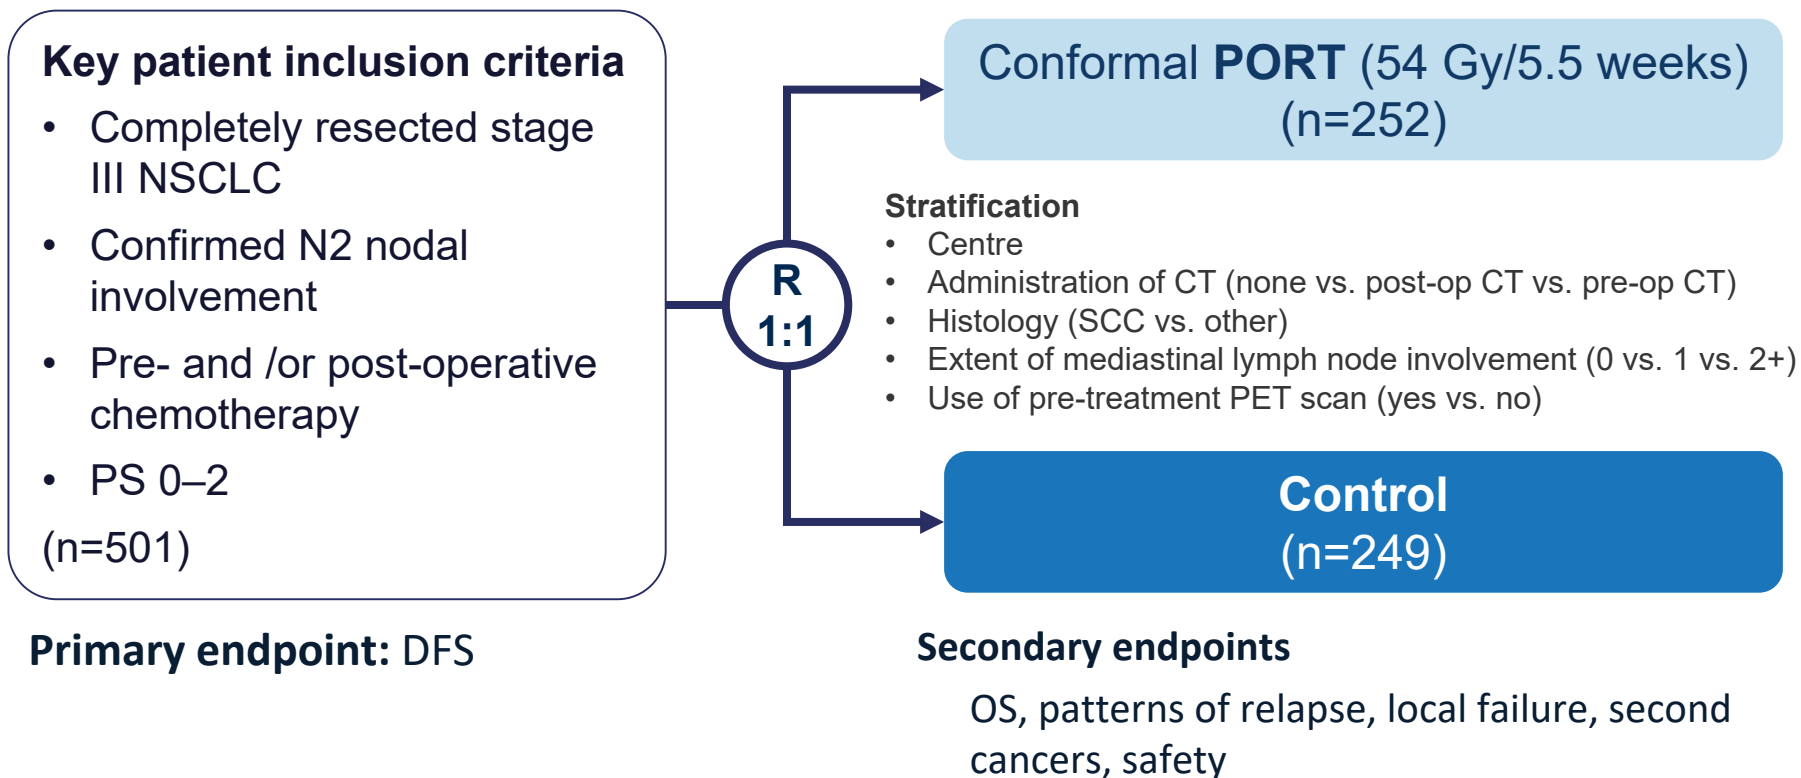 Key patient inclusion criteria
• Completely resected stage
III NSCLC
• Confirmed N2 nodal
involvement
• Pre- and /or post-operative
chemotherapy
• PS 0–2
(n=501)
R
1:1
Conformal PORT (54 Gy/5.5 weeks)
(n=252)
Stratification
• Centre
• Administration of CT (none vs. post-op CT vs. pre-op CT)
• Histology (SCC vs. other)
• Extent of mediastinal lymph node involvement (0 vs. 1 vs. 2+)
• Use of pre-treatment PET scan (yes vs. no)
Control
(n=249)
Primary endpoint: DFS
Secondary endpoints
OS, patterns of relapse, local failure, second
cancers, safety